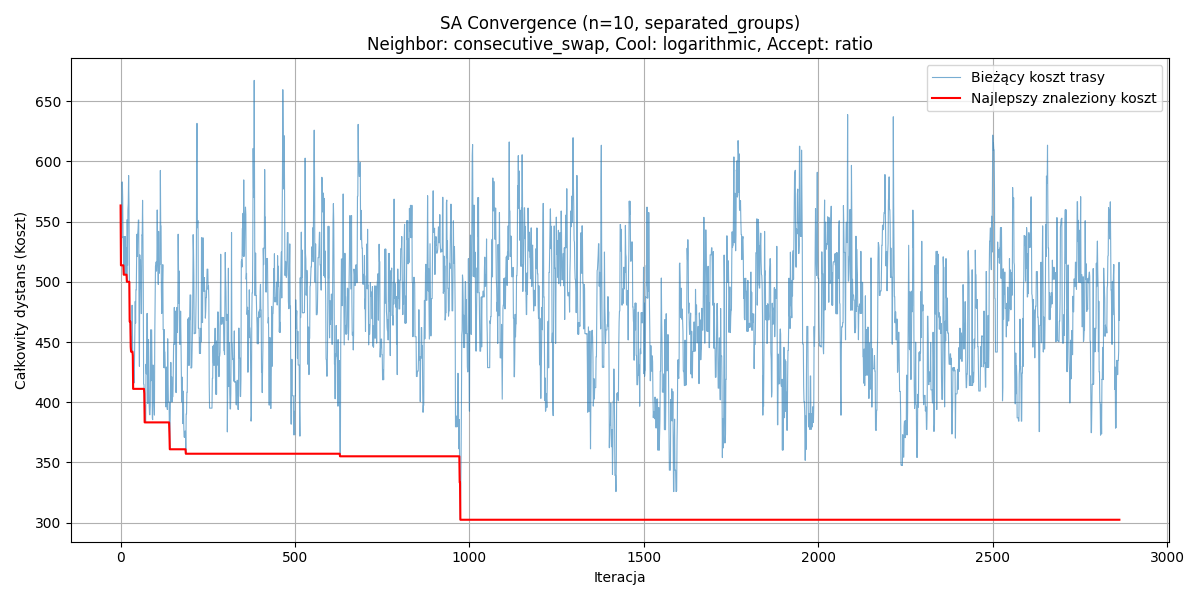 SA Convergence (n=10, separated_groups)
Neighbor: consecutive_swap, Cool: logarithmic, Accept: ratio
Bieżący koszt trasy
Najlepszy znaleziony koszt
Całkowity dystans (Koszt)
650
600
550
500
450
400
350
300
0
500
1000
1500
2000
2500
3000
Iteracja